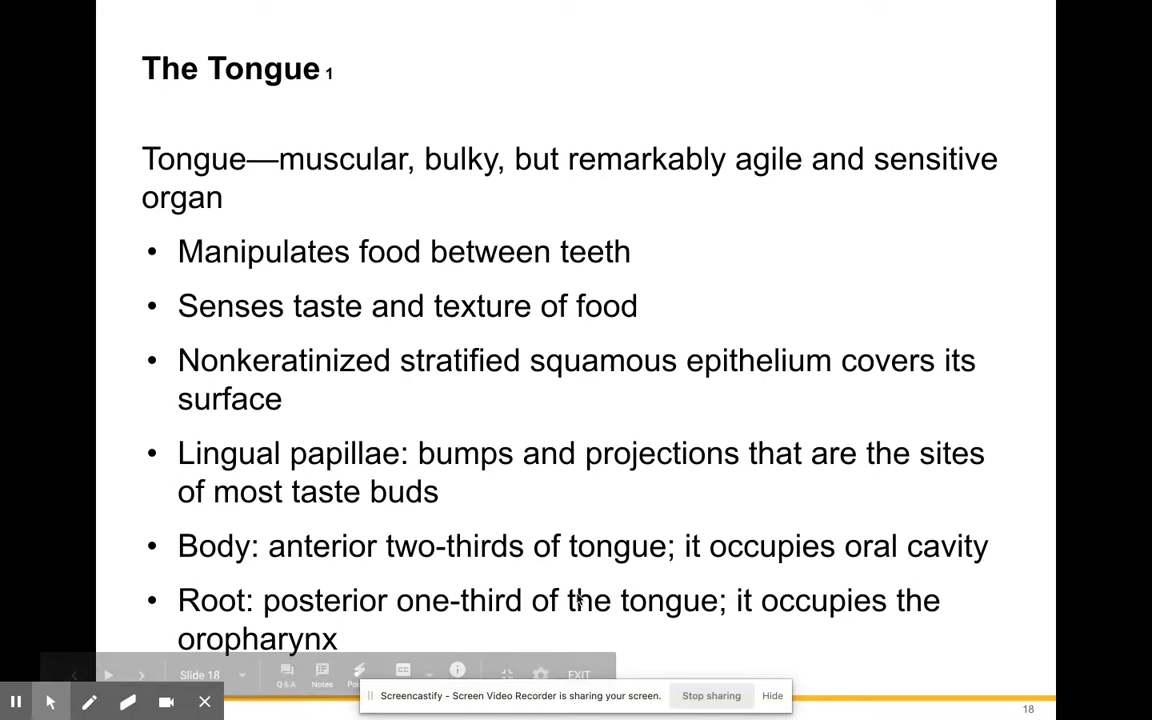 The Tongue 1
Tongue—muscular, bulky, but remarkably agile and sensitive
organ
• Manipulates food between teeth
• Senses taste and texture of food
• Nonkeratinized stratified squamous epithelium covers its
surface
• Lingual papillae: bumps and projections that are the sites
of most taste buds
• Body: anterior two-thirds of tongue; it occupies oral cavity
• Root: posterior one-third of the tongue; it occupies the
oropharynx
Slide 18
Q&A Notes
EXIT
Screencastify - Screen Video Recorder is sharing your screen. Stop sharing Hide
18